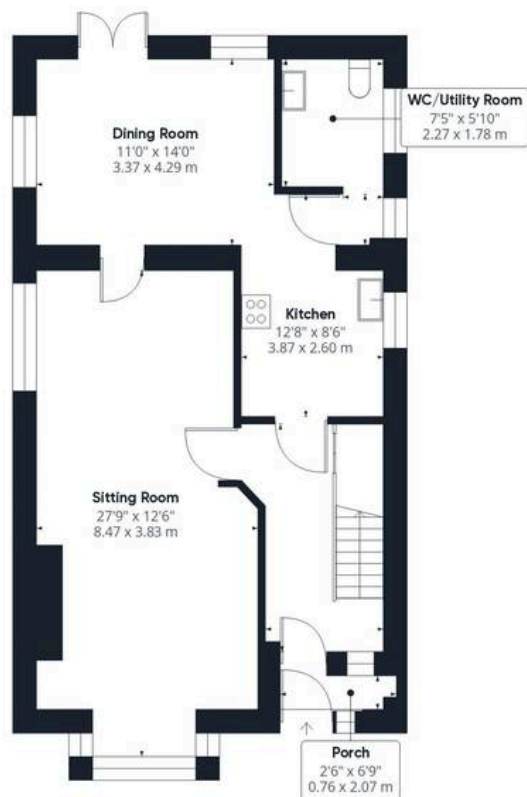 Dining Room
11'0" x 14'0"
3.37 x 4.29 m
WC/Utility Room
7'5" x 5'10"
2.27 x 1.78 m
Kitchen
12'8" x 8'6"
3.87 x 2.60 m
Sitting Room
27'9" x 12'6"
8.47 x 3.83 m
Porch
2'6" x 6'9"
0.76 x 2.07 m